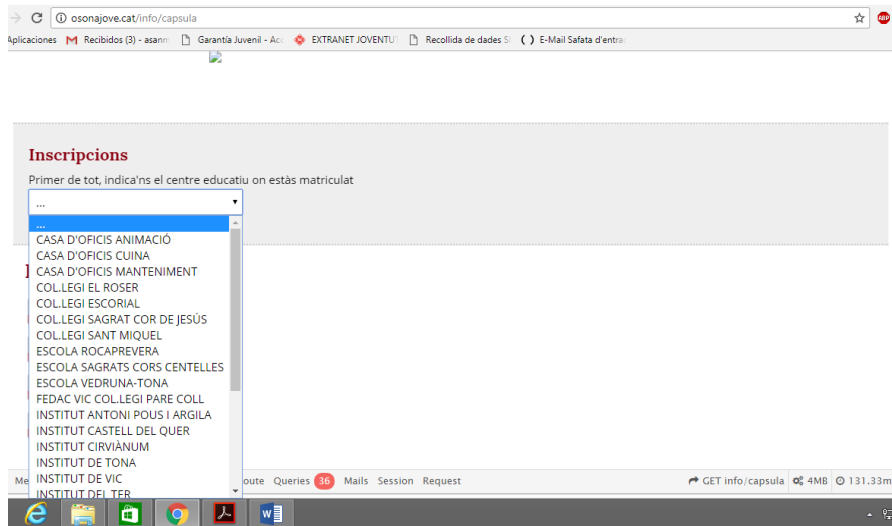 osonajove.cat/info/capsula
ABP
Aplicaciones Recibidos (3) - asann Garantía Juvenil - Acc EXTRANET JOVENTUT Recollida de dades S E-Mail Safata d'entra
Inscripcions
Primer de tot, indica'ns el centre educatiu on estàs matriculat
...
...
CASA D'OFICIS ANIMACIÓ
CASA D'OFICIS CUINA
CASA D'OFICIS MANTENIMENT
COL.LEGI EL ROSER
COL.LEGI ESCORIAL
COL.LEGI SAGRAT COR DE JESÚS
COL.LEGI SANT MIQUEL
ESCOLA ROCAPREVERA
ESCOLA SAGRATS CORS CENTELLES
ESCOLA VEDRUNA-TONA
FEDAC VIC COL.LEGI PARE COLL
INSTITUT ANTONI POUS I ARGILA
INSTITUT CASTELL DEL QUER
INSTITUT CIRVIÀNUM
INSTITUT DE TONA
INSTITUT DE VIC
INSTITUT DEL TER
Me oute Queries 36 Mails Session Request GET info/capsula 4MB 131.33m